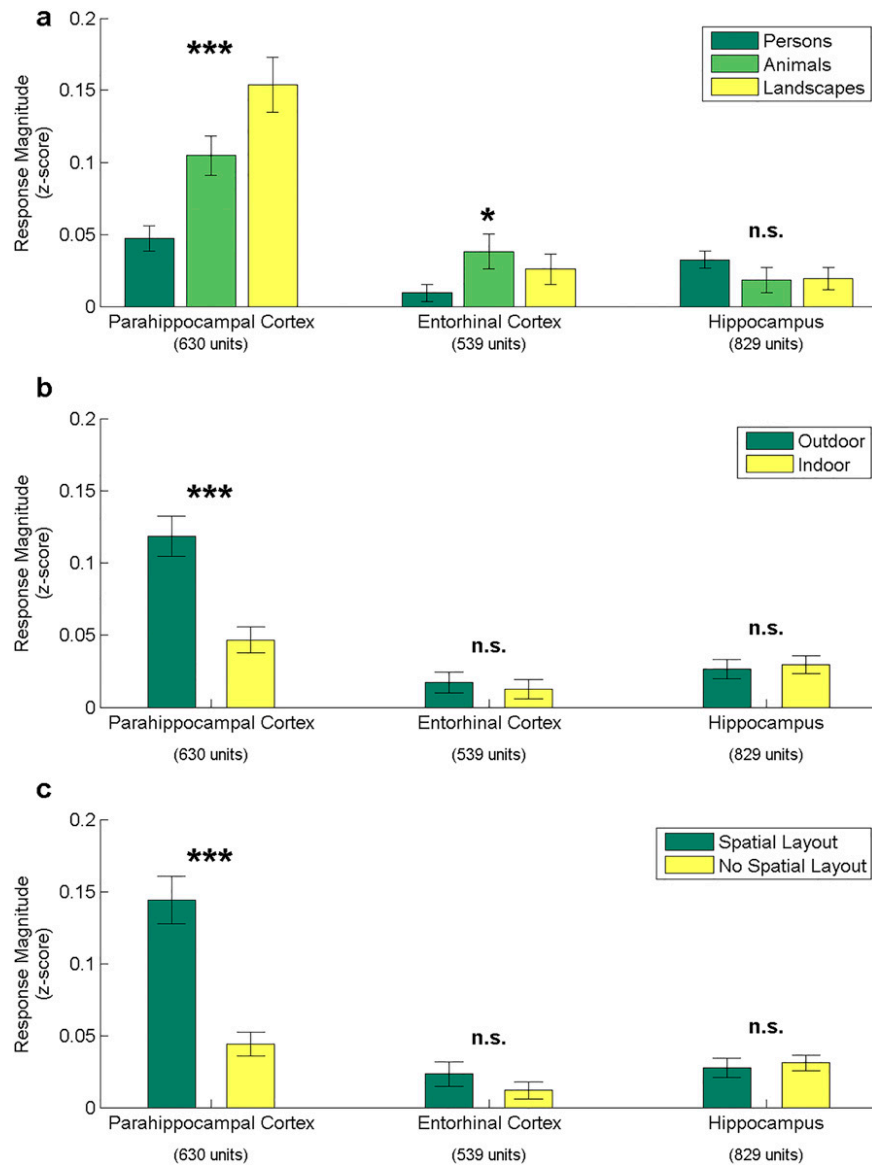 a
0.2
0.15
0.1
0.05
0
Response Magnitude
(z-score)
***
*
n.s.
Persons
Animals
Landscapes
Parahippocampal Cortex
(630 units)
Entorhinal Cortex
(539 units)
Hippocampus
(829 units)
b
0.2
0.15
0.1
0.05
0
Response Magnitude
(z-score)
***
n.s.
n.s.
Outdoor
Indoor
Parahippocampal Cortex
(630 units)
Entorhinal Cortex
(539 units)
Hippocampus
(829 units)
c
0.2
0.15
0.1
0.05
0
Response Magnitude
(z-score)
***
n.s.
n.s.
Spatial Layout
No Spatial Layout
Parahippocampal Cortex
(630 units)
Entorhinal Cortex
(539 units)
Hippocampus
(829 units)